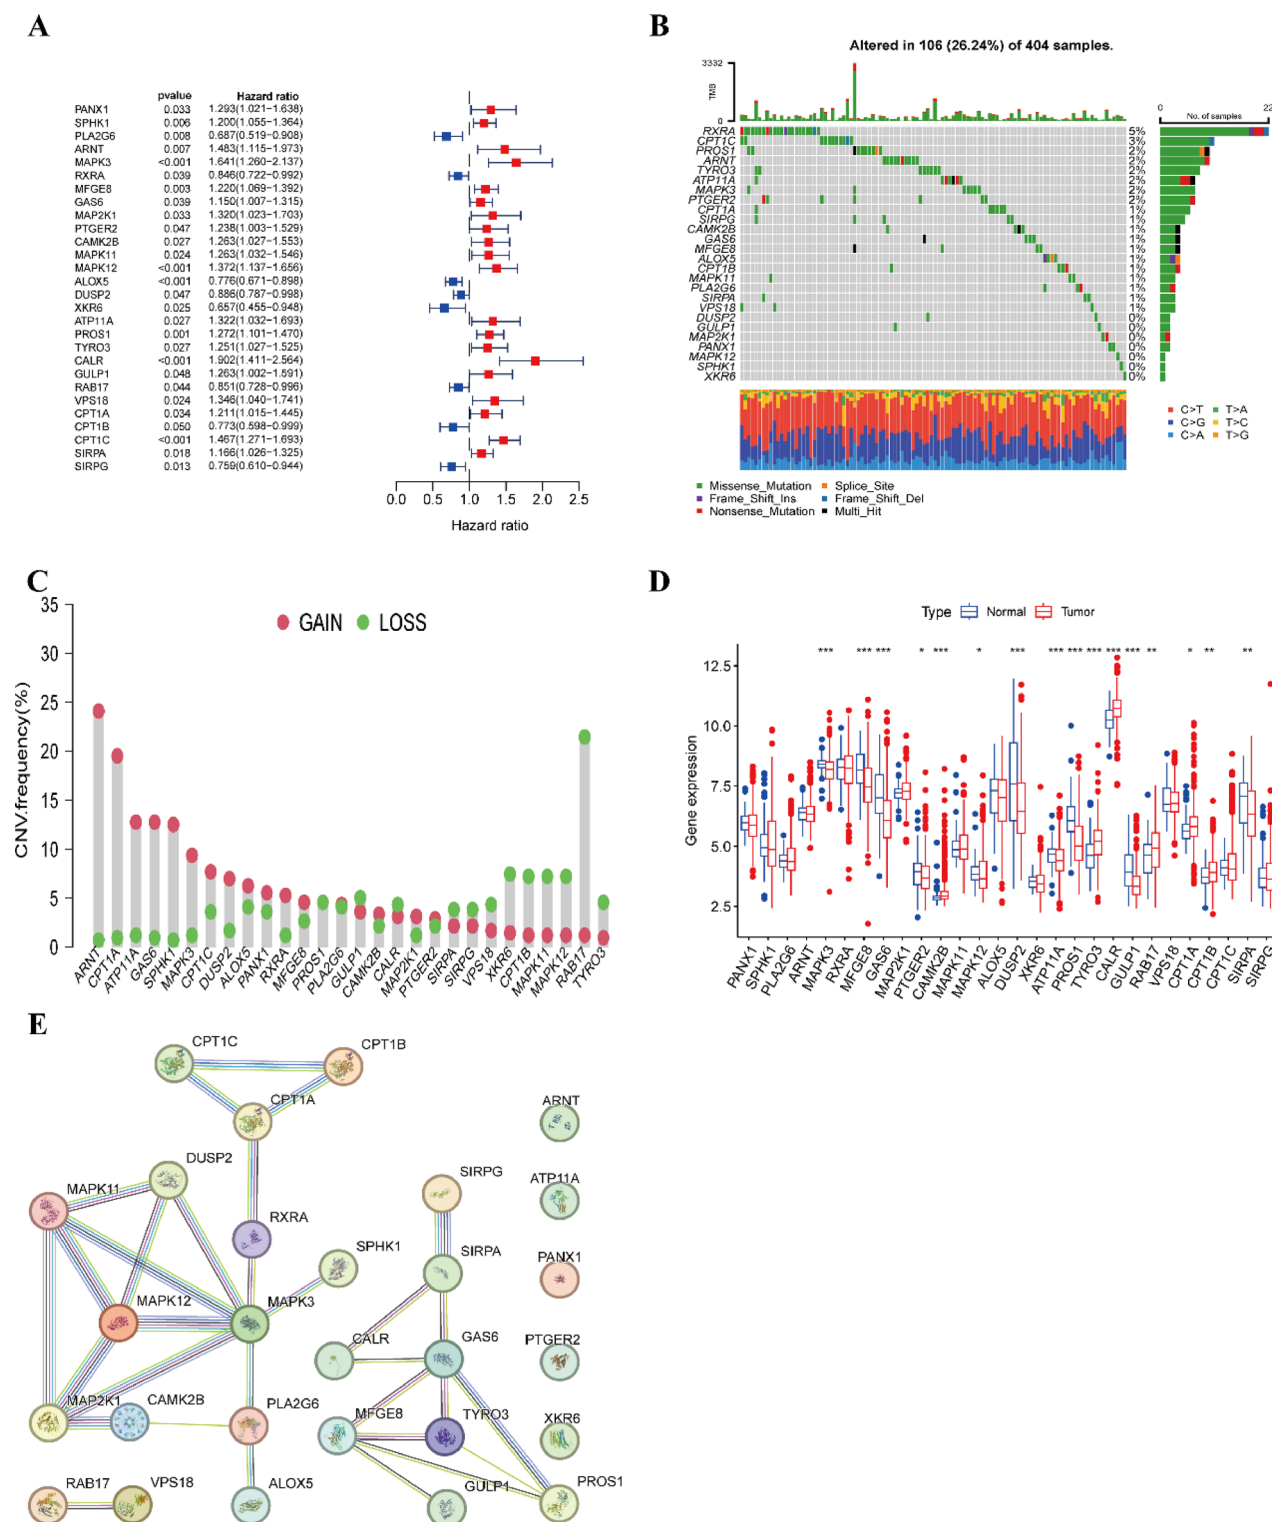 A
pvalue Hazard ratio
PANX1 0.033 1.293(1.021−1.638)
SPHK1 0.006 1.200(1.055−1.364)
PLA2G6 0.008 0.687(0.519−0.908)
ARNT 0.007 1.483(1.115−1.973)
MAPK3 <0.001 1.641(1.260−2.137)
RXRA 0.039 0.846(0.722−0.992)
MFGE8 0.003 1.220(1.069−1.392)
GAS6 0.039 1.150(1.007−1.315)
MAP2K1 0.033 1.320(1.023−1.703)
PTGER2 0.047 1.238(1.003−1.529)
CAMK2B 0.027 1.263(1.027−1.553)
MAPK11 0.024 1.263(1.032−1.546)
MAPK12 <0.001 1.372(1.137−1.656)
ALOX5 <0.001 0.776(0.671−0.898)
DUSP2 0.047 0.886(0.787−0.998)
XKR6 0.025 0.657(0.455−0.948)
ATP11A 0.027 1.322(1.032−1.693)
PROS1 0.001 1.272(1.101−1.470)
TYRO3 0.027 1.251(1.027−1.525)
CALR <0.001 1.902(1.411−2.564)
GULP1 0.048 1.263(1.002−1.591)
RAB17 0.044 0.851(0.728−0.996)
VPS18 0.024 1.346(1.040−1.741)
CPT1A 0.034 1.211(1.015−1.445)
CPT1B 0.050 0.773(0.598−0.999)
CPT1C <0.001 1.467(1.271−1.693)
SIRPA 0.018 1.166(1.026−1.325)
SIRPG 0.013 0.759(0.610−0.944)
0.0 0.5 1.0 1.5 2.0 2.5
Hazard ratio
B
Altered in 106 (26.24%) of 404 samples.
3332
TMB
0
0 22
No. of samples
RXRA 5%
CPT1C 3%
PROS1 2%
ARNT 2%
TYRO3 2%
ATP11A 2%
MAPK3 2%
PTGER2 2%
CPT1A 1%
SIRPG 1%
CAMK2B 1%
GAS6 1%
MFGE8 1%
ALOX5 1%
CPT1B 1%
MAPK11 1%
PLA2G6 1%
SIRPA 1%
VPS18 1%
DUSP2 0%
GULP1 0%
MAP2K1 0%
PANX1 0%
MAPK12 0%
SPHK1 0%
XKR6 0%
C>T T>A
C>G T>C
C>A T>G
Missense_Mutation Splice_Site
Frame_Shift_Ins Frame_Shift_Del
Nonsense_Mutation Multi_Hit
C
GAIN LOSS
CNV.frequency(%)
35
30
25
20
15
10
5
0
ARNT CPT1A ATP11A GAS6 SPHK1 MAPK3 CPT1C DUSP2 ALOX5 PANX1 RXRA MFGE8 PROS1 PLA2G6 GULP1 CAMK2B CALR MAP2K1 PTGER2 SIRPA SIRPG VPS18 XKR6 CPT1B MAPK11 MAPK12 RAB17 TYRO3
D
Type Normal Tumor
*** *** *** * *** * *** *** *** *** *** *** ** * ** **
Gene expression
12.5
10.0
7.5
5.0
2.5
PANX1 SPHK1 PLA2G6 ARNT MAPK3 RXRA MFGE8 GAS6 MAP2K1 PTGER2 CAMK2B MAPK11 MAPK12 ALOX5 DUSP2 XKR6 ATP11A PROS1 TYRO3 CALR GULP1 RAB17 VPS18 CPT1A CPT1B CPT1C SIRPA SIRPG
E
CPT1C CPT1B
CPT1A
ARNT
DUSP2
SIRPG
ATP11A
MAPK11
RXRA
SPHK1
SIRPA
PANX1
MAPK12 MAPK3
CALR GAS6
PTGER2
MAP2K1 CAMK2B PLA2G6
MFGE8 TYRO3
XKR6
RAB17 VPS18 ALOX5
GULP1 PROS1